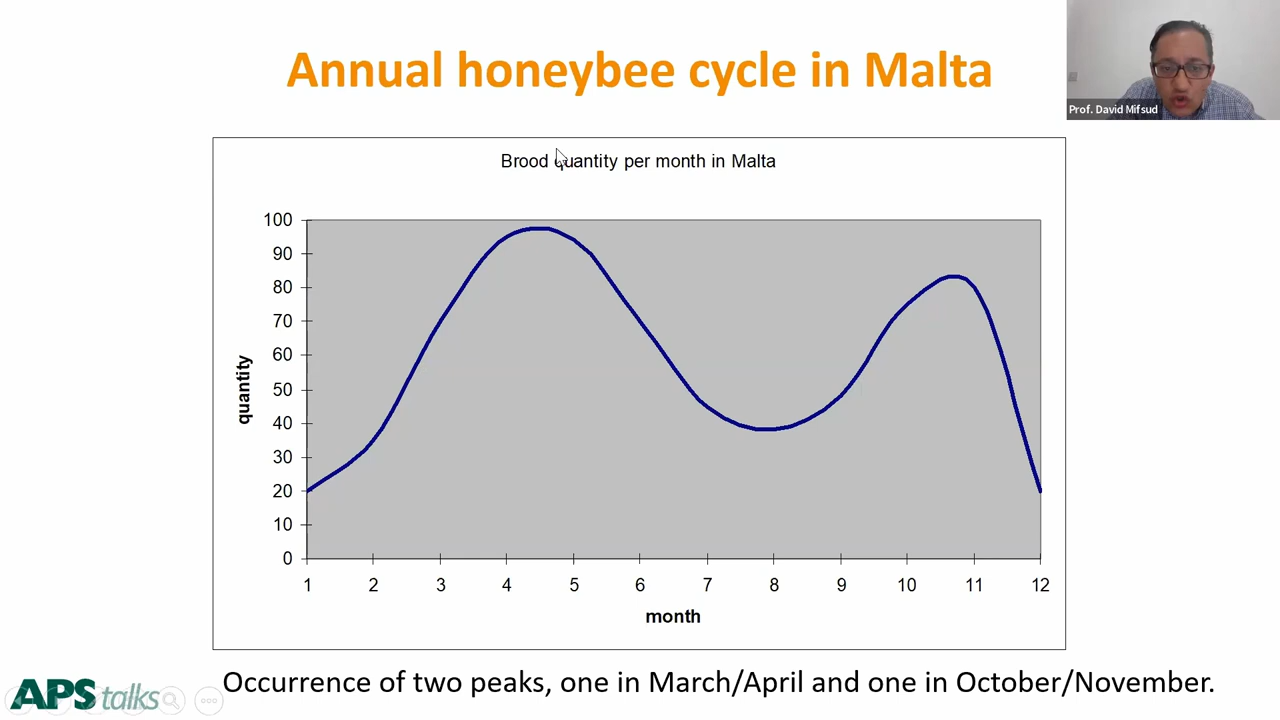 Annual honeybee cycle in Malta
Prof. David Mifsud
Brood quantity per month in Malta
100
90
80
70
60
50
40
30
20
10
0
quantity
1 2 3 4 5 6 7 8 9 10 11 12
month
Occurrence of two peaks, one in March/April and one in October/November.
APS talks